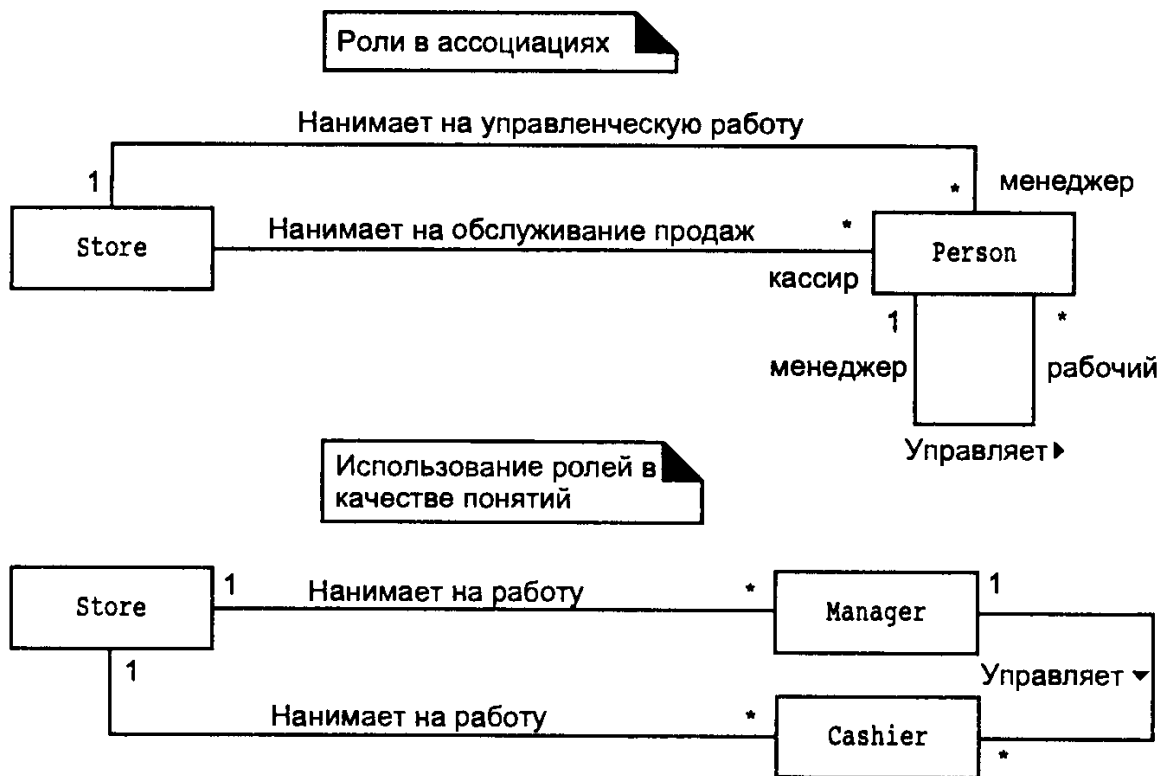 Роли в ассоциациях
Нанимает на управленческую работу
1
* менеджер
Store
Нанимает на обслуживание продаж *
Person
кассир
1 *
менеджер рабочий
Управляет
Использование ролей в
качестве понятий
Store
1 Нанимает на работу *
Manager
1
1
Управляет
Нанимает на работу *
Cashier
*